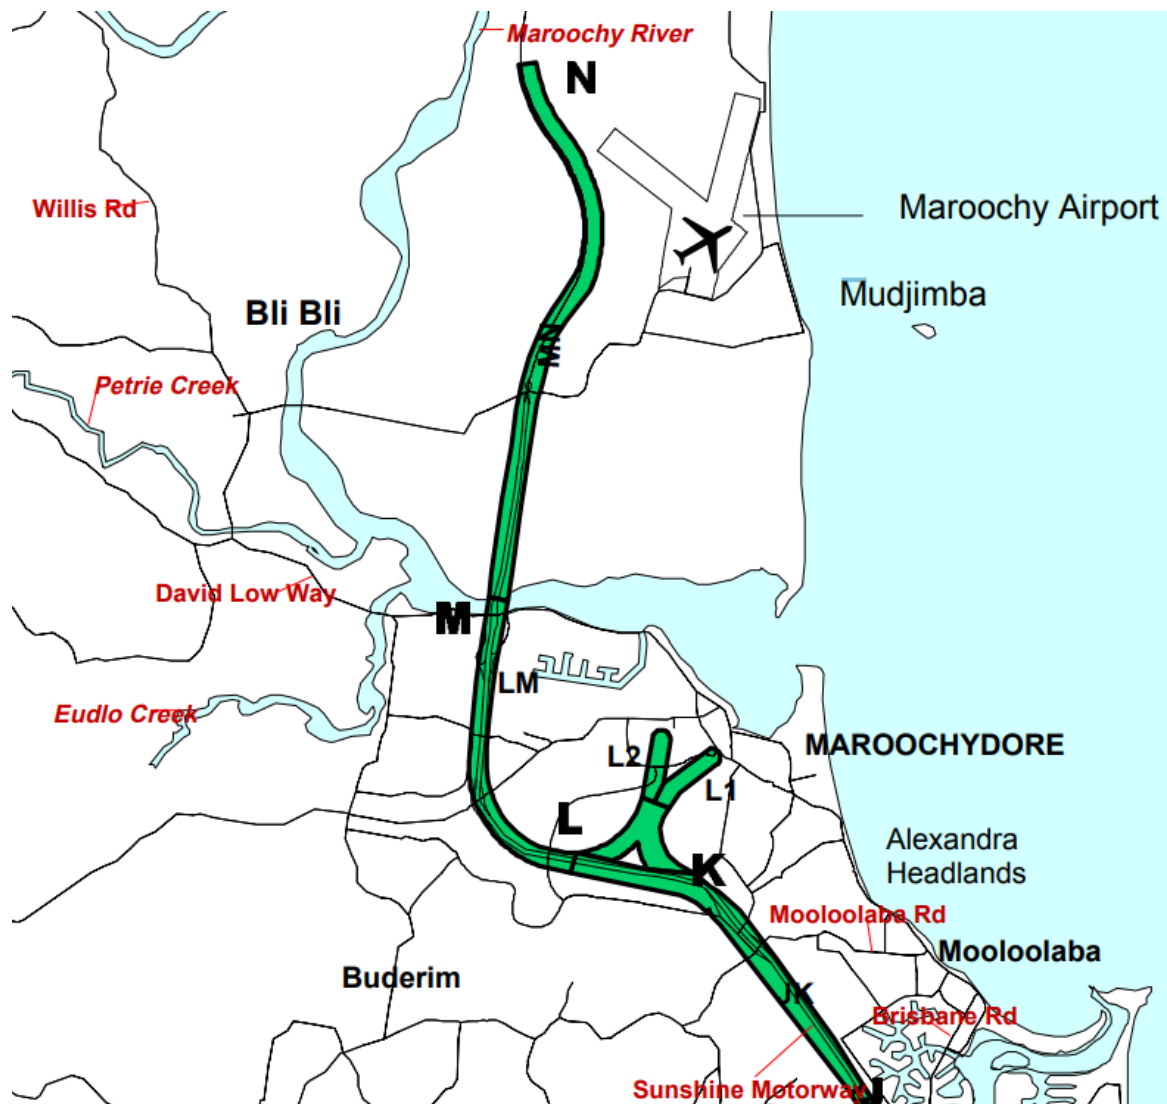 Maroochy River
N
Willis Rd
Maroochy Airport
Mudjimba
Bli Bli
MN
Petrie Creek
David Low Way
M
LM
Eudlo Creek
MAROOCHYDORE
L2
L1
L
Alexandra
Headlands
K
Mooloolaba Rd
Mooloolaba
Buderim
JK
Brisbane Rd
Sunshine Motorway
J